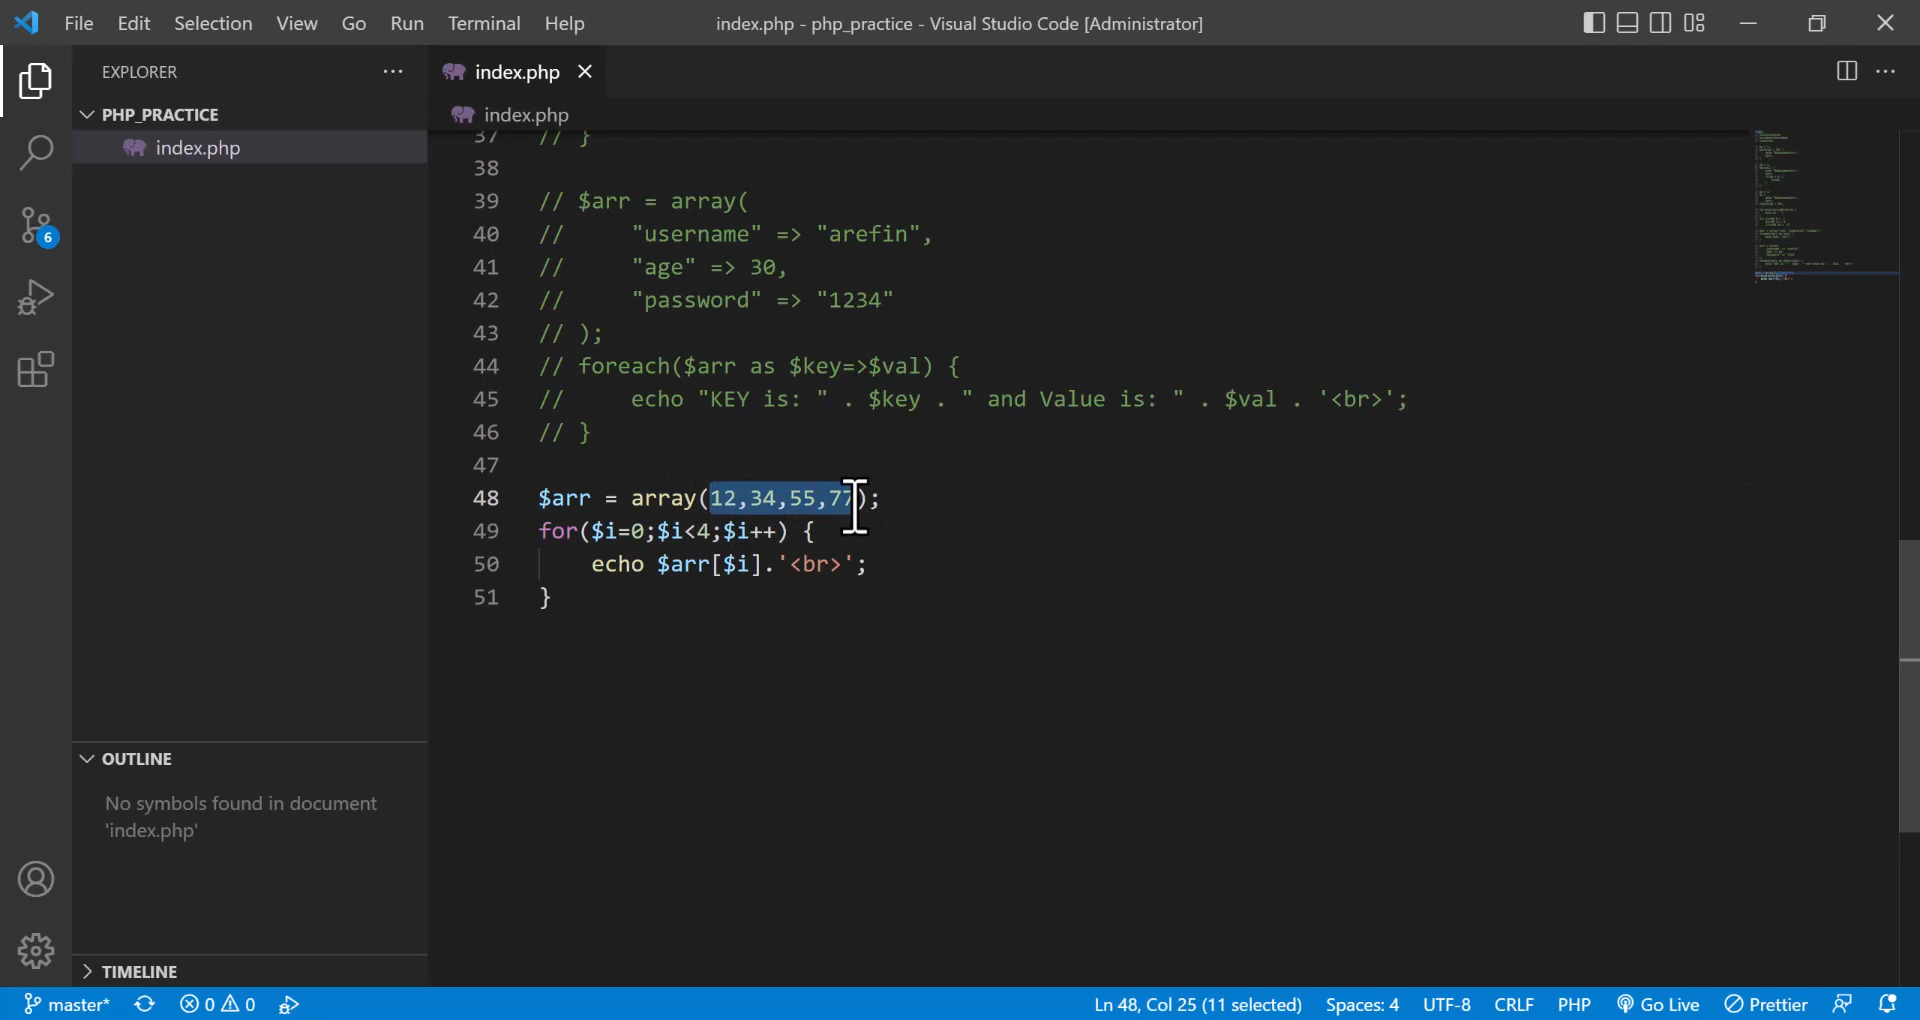 File Edit Selection View Go Run Terminal Help index.php - php_practice - Visual Studio Code [Administrator]
EXPLORER
PHP_PRACTICE
index.php
index.php
index.php
37 // }
38
39 // $arr = array(
40 //     "username" => "arefin",
41 //     "age" => 30,
42 //     "password" => "1234"
43 // );
44 // foreach($arr as $key=>$val) {
45 //     echo "KEY is: " . $key . " and Value is: " . $val . '<br>';
46 // }
47
48 $arr = array(12,34,55,77);
49 for($i=0;$i<4;$i++) {
50     echo $arr[$i].'<br>';
51 }
6
OUTLINE
No symbols found in document
'index.php'
TIMELINE
master* 0 0 Ln 48, Col 25 (11 selected) Spaces: 4 UTF-8 CRLF PHP Go Live Prettier